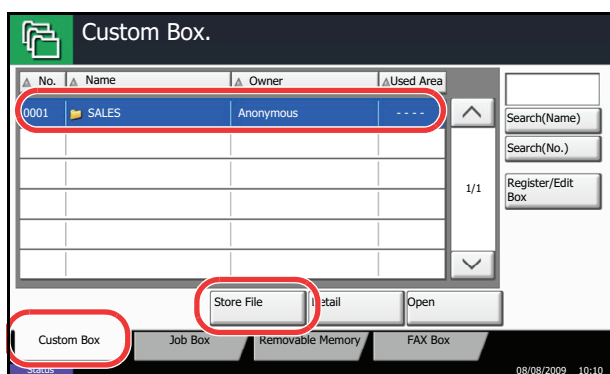 Custom Box.
No. Name Owner Used Area
0001 SALES Anonymous - - - -
Search(Name)
Search(No.)
1/1
Register/Edit
Box
Store File Detail Open
Custom Box Job Box Removable Memory FAX Box
Status 08/08/2009 10:10